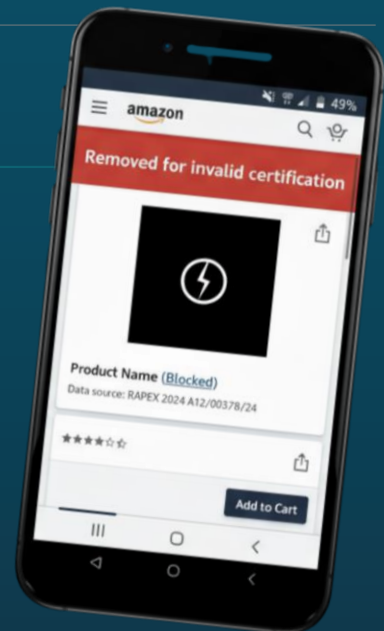 49%
amazon
Removed for invalid certification
Product Name (Blocked)
Data source: RAPEX 2024 A12/00378/24
Add to Cart